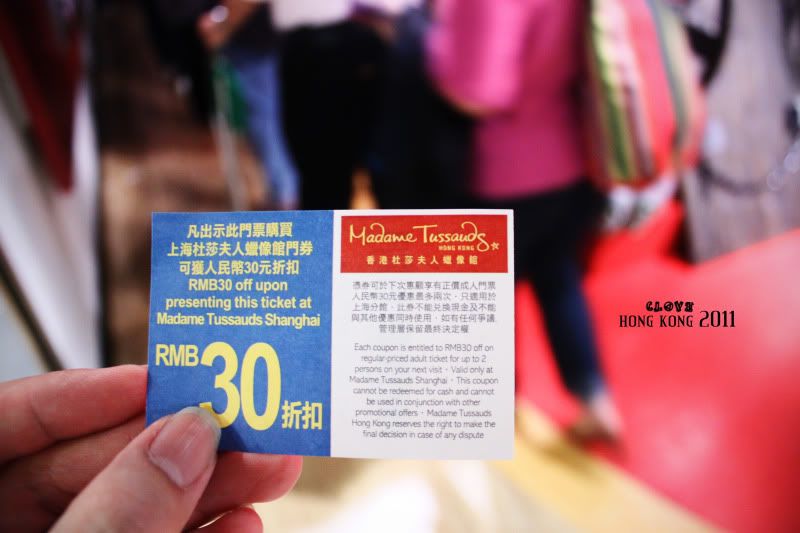 凡出示此門票購買
上海杜莎夫人蠟像館門券
可獲人民幣30元折扣
RMB30 off upon
presenting this ticket at
Madame Tussauds Shanghai
RMB30折扣
Madame Tussauds
HONG KONG
香港杜莎夫人蠟像館
憑券可於下次惠顧享有正價成人門票
人民幣30元優惠最多兩次，只適用於
上海分館。此券不能兌換現金及不能
與其他優惠同時使用。如有任何爭議，
管理層保留最終決定權
Each coupon is entitled to RMB30 off on
regular-priced adult ticket for up to 2
persons on your next visit • Valid only at
Madame Tussauds Shanghai • This coupon
cannot be redeemed for cash and cannot
be used in conjunction with other
promotional offers • Madame Tussauds
Hong Kong reserves the right to make the
final decision in case of any dispute
CLOVE
HONG KONG 2011